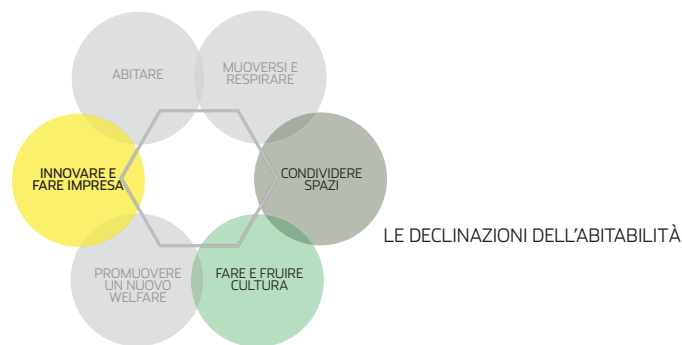 ABITARE
MUOVERSI E
RESPIRARE
INNOVARE E
FARE IMPRESA
CONDIVIDERE
SPAZI
LE DECLINAZIONI DELL'ABITABILITÀ
PROMUOVERE
UN NUOVO
WELFARE
FARE E FRUIRE
CULTURA